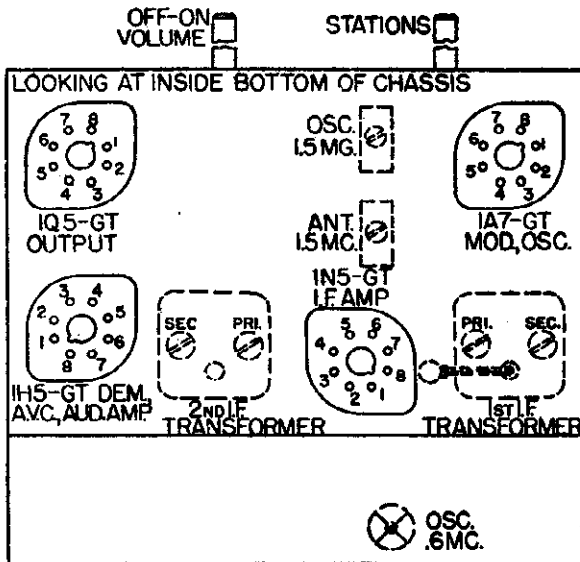 OFF-ON
VOLUME
STATIONS
LOOKING AT INSIDE BOTTOM OF CHASSIS
7 8
6 1
5 2
4 3
1Q5-GT
OUTPUT
OSC.
1.5 MG.
7 8
6 1
5 2
4 3
1A7-GT
MOD., OSC.
ANT.
1.5 MC.
1N5-GT
I.F. AMP
3 4
2 5
1 6
8 7
1H5-GT DEM.,
A.V.C., AUD. AMP.
SEC PRI.
2ND I.F.
TRANSFORMER
5 6
4 7
3 8
2 1
PRI. SEC.
1ST I.F.
TRANSFORMER
OSC.
.6MC.